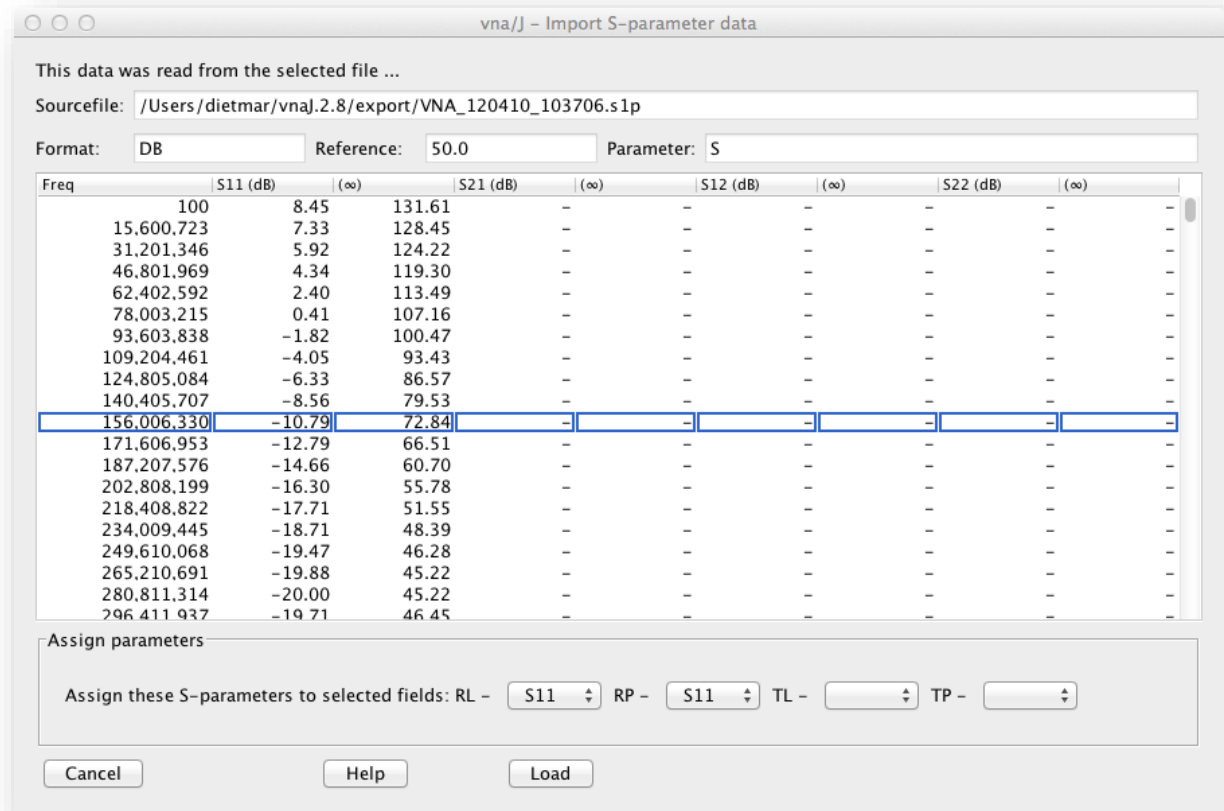 vna/J – Import S-parameter data
This data was read from the selected file ...
Sourcefile: /Users/dietmar/vnaJ.2.8/export/VNA_120410_103706.s1p
Format: DB Reference: 50.0 Parameter: S
Freq S11 (dB) (∞) S21 (dB) (∞) S12 (dB) (∞) S22 (dB) (∞)
100 8.45 131.61 – – – – – –
15,600,723 7.33 128.45 – – – – – –
31,201,346 5.92 124.22 – – – – – –
46,801,969 4.34 119.30 – – – – – –
62,402,592 2.40 113.49 – – – – – –
78,003,215 0.41 107.16 – – – – – –
93,603,838 –1.82 100.47 – – – – – –
109,204,461 –4.05 93.43 – – – – – –
124,805,084 –6.33 86.57 – – – – – –
140,405,707 –8.56 79.53 – – – – – –
156,006,330 –10.79 72.84 – – – – – –
171,606,953 –12.79 66.51 – – – – – –
187,207,576 –14.66 60.70 – – – – – –
202,808,199 –16.30 55.78 – – – – – –
218,408,822 –17.71 51.55 – – – – – –
234,009,445 –18.71 48.39 – – – – – –
249,610,068 –19.47 46.28 – – – – – –
265,210,691 –19.88 45.22 – – – – – –
280,811,314 –20.00 45.22 – – – – – –
296,411,937 –19.71 46.45 – – – – – –
Assign parameters
Assign these S-parameters to selected fields: RL – S11 RP – S11 TL – TP –
Cancel Help Load